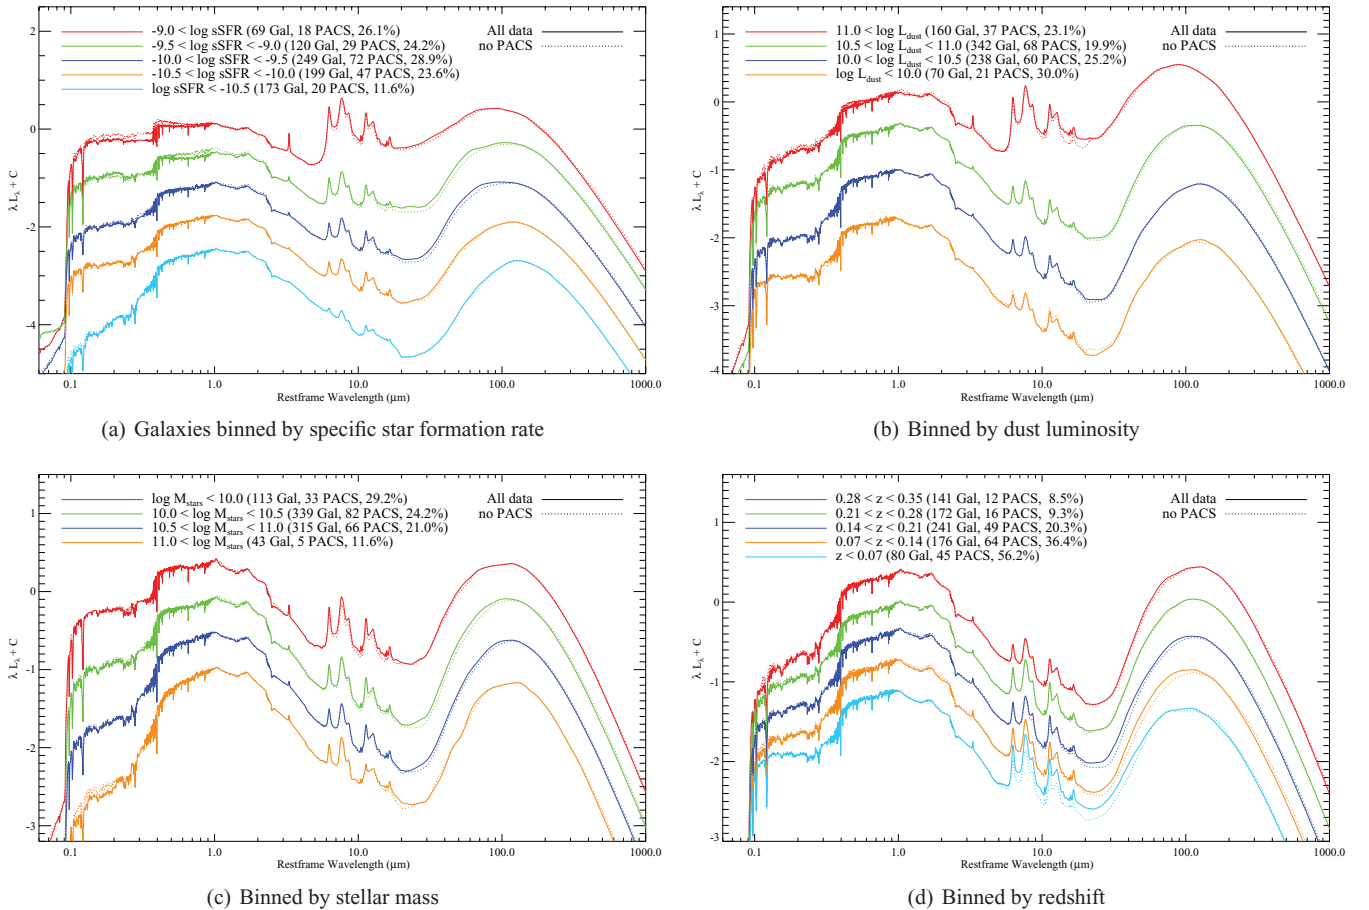 -9.0 < log sSFR (69 Gal, 18 PACS, 26.1%)
-9.5 < log sSFR < -9.0 (120 Gal, 29 PACS, 24.2%)
-10.0 < log sSFR < -9.5 (249 Gal, 72 PACS, 28.9%)
-10.5 < log sSFR < -10.0 (199 Gal, 47 PACS, 23.6%)
log sSFR < -10.5 (173 Gal, 20 PACS, 11.6%)
All data
no PACS
2
0
-2
-4
λ L_λ + C
0.1 1.0 10.0 100.0 1000.0
Restframe Wavelength (μm)
(a) Galaxies binned by specific star formation rate
11.0 < log L_dust (160 Gal, 37 PACS, 23.1%)
10.5 < log L_dust < 11.0 (342 Gal, 68 PACS, 19.9%)
10.0 < log L_dust < 10.5 (238 Gal, 60 PACS, 25.2%)
log L_dust < 10.0 (70 Gal, 21 PACS, 30.0%)
All data
no PACS
1
0
-1
-2
-3
-4
λ L_λ + C
0.1 1.0 10.0 100.0 1000.0
Restframe Wavelength (μm)
(b) Binned by dust luminosity
log M_stars < 10.0 (113 Gal, 33 PACS, 29.2%)
10.0 < log M_stars < 10.5 (339 Gal, 82 PACS, 24.2%)
10.5 < log M_stars < 11.0 (315 Gal, 66 PACS, 21.0%)
11.0 < log M_stars (43 Gal, 5 PACS, 11.6%)
All data
no PACS
1
0
-1
-2
-3
λ L_λ + C
0.1 1.0 10.0 100.0 1000.0
Restframe Wavelength (μm)
(c) Binned by stellar mass
0.28 < z < 0.35 (141 Gal, 12 PACS, 8.5%)
0.21 < z < 0.28 (172 Gal, 16 PACS, 9.3%)
0.14 < z < 0.21 (241 Gal, 49 PACS, 20.3%)
0.07 < z < 0.14 (176 Gal, 64 PACS, 36.4%)
z < 0.07 (80 Gal, 45 PACS, 56.2%)
All data
no PACS
1
0
-1
-2
-3
λ L_λ + C
0.1 1.0 10.0 100.0 1000.0
Restframe Wavelength (μm)
(d) Binned by redshift